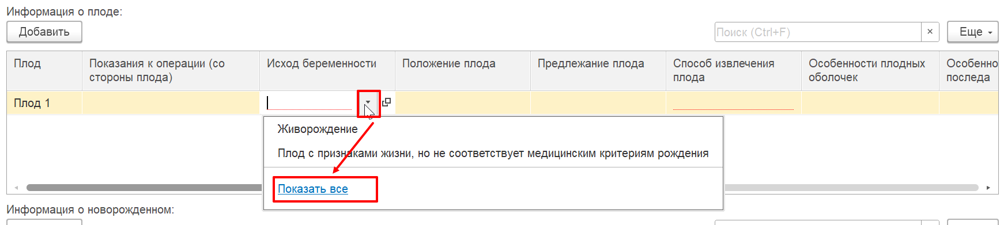 Информация о плоде:
Добавить
Поиск (Ctrl+F)
×
Еще
Плод
Показания к операции (со
стороны плода)
Исход беременности
Положение плода
Предлежание плода
Способ извлечения
плода
Особенности плодных
оболочек
Особенно
последа
Плод 1
Живорождение
Плод с признаками жизни, но не соответствует медицинским критериям рождения
Показать все
Информация о новорожденном: